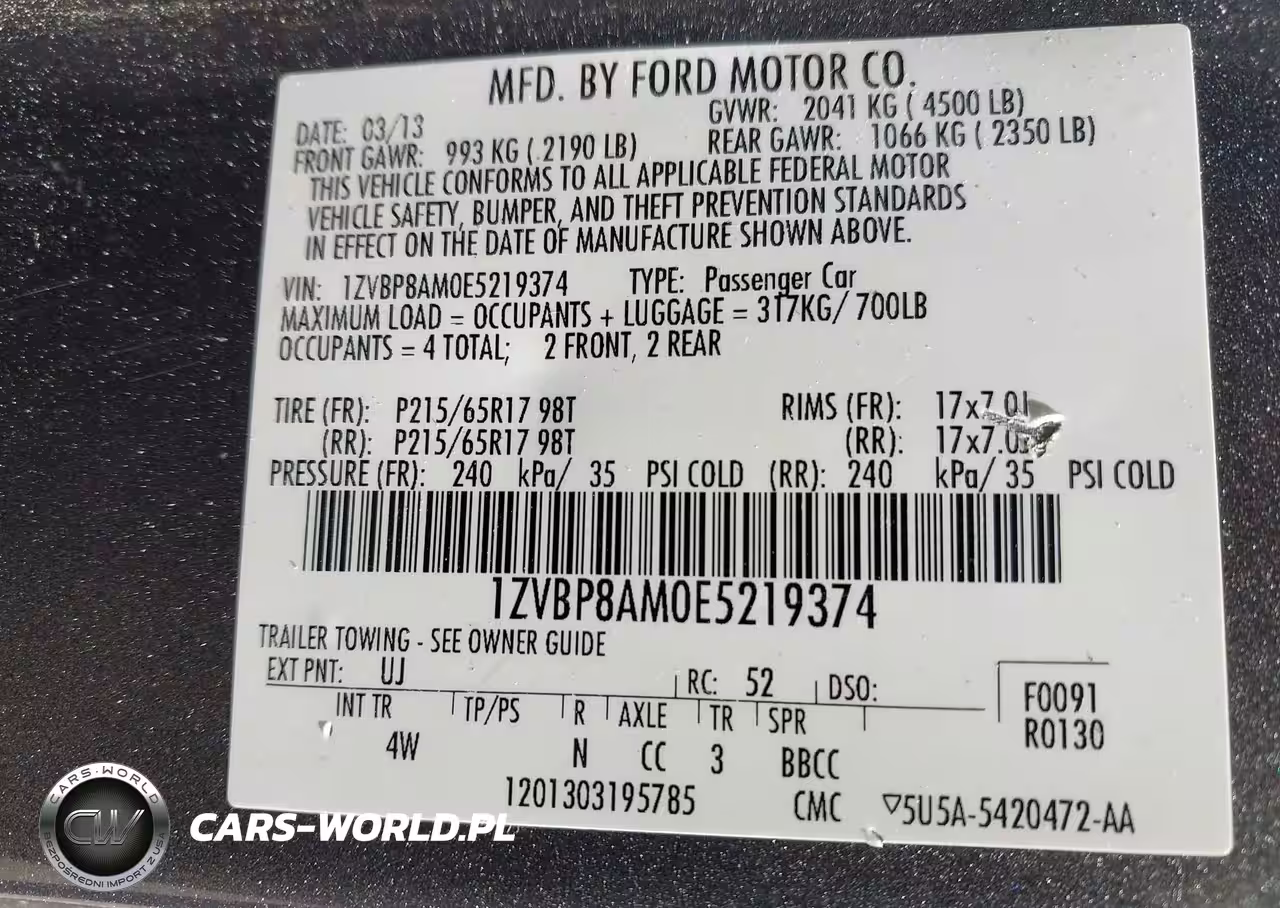 MFD. BY FORD MOTOR CO.
DATE: 03/13 GVWR: 2041 KG ( 4500 LB)
FRONT GAWR: 993 KG ( 2190 LB) REAR GAWR: 1066 KG ( 2350 LB)
THIS VEHICLE CONFORMS TO ALL APPLICABLE FEDERAL MOTOR
VEHICLE SAFETY, BUMPER, AND THEFT PREVENTION STANDARDS
IN EFFECT ON THE DATE OF MANUFACTURE SHOWN ABOVE.
VIN: 1ZVBP8AM0E5219374 TYPE: Passenger Car
MAXIMUM LOAD = OCCUPANTS + LUGGAGE = 317KG/ 700LB
OCCUPANTS = 4 TOTAL; 2 FRONT, 2 REAR
TIRE (FR): P215/65R17 98T RIMS (FR): 17x7.0J
(RR): P215/65R17 98T (RR): 17x7.0J
PRESSURE (FR): 240 kPa/ 35 PSI COLD (RR): 240 kPa/ 35 PSI COLD
1ZVBP8AM0E5219374
TRAILER TOWING - SEE OWNER GUIDE
EXT PNT: UJ RC: 52 DSO: F0091
INT TR TP/PS R AXLE TR SPR R0130
4W N CC 3 BBCC
1201303195785 CMC ▽5U5A-5420472-AA
CARS-WORLD
CW
BEZPOŚREDNI IMPORT Z USA
CARS-WORLD.PL